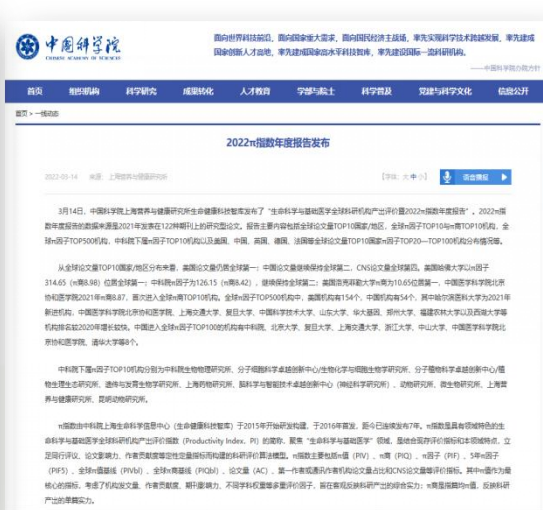 中国科学院
CHINESE ACADEMY OF SCIENCES
面向世界科技前沿,面向国家重大需求,面向国民经济主战场,率先实现科学技术跨越发展,率先建成
国家创新人才高地,率先建成国家高水平科技智库,率先建设国际一流科研机构。
——中国科学院办院方针
首页 组织机构 科学研究 成果转化 人才教育 学部与院士 科学普及 党建与科学文化 信息公开
首页 > 一线动态
2022π指数年度报告发布
2022-03-14 来源:上海营养与健康研究所 【字体:大 中 小】 语音播报
3月14日,中国科学院上海营养与健康研究所生命健康科技智库发布了“生命科学与基础医学全球科研机构产出评价暨2022π指数年度报告”。2022π指
数年度报告的数据来源是2021年发表在122种期刊上的研究型论文。报告主要内容包括全球论文量TOP10国家/地区、全球π因子TOP10与π商TOP10机构、全
球π因子TOP500机构、中科院下属π因子TOP10机构以及美国、中国、英国、德国、法国等全球论文量TOP10国家π因子TOP20—TOP100机构分布情况等。
从全球论文量TOP10国家/地区分布来看,美国论文量仍居全球第一;中国论文量继续保持全球第二、CNS论文量全球第四。美国哈佛大学以π因子
314.65(π商8.98)位居全球第一;中科院π因子为126.15(π商8.42),继续保持全球第二;美国洛克菲勒大学π商为10.65位居第一,中国医学科学院北京
协和医学院2021年π商8.87,首次进入全球π商TOP10机构。全球π因子TOP500机构中,美国机构有154个,中国机构有54个,其中哈尔滨医科大学为2021年
新进机构,中国医学科学院北京协和医学院、上海交通大学、复旦大学、中国科学技术大学、山东大学、华大基因、郑州大学、福建农林大学以及西湖大学等
机构排名较2020年增长较快。中国进入全球π因子TOP100的机构有中科院、北京大学、复旦大学、上海交通大学、浙江大学、中山大学、中国医学科学院北
京协和医学院、清华大学等8个。
中科院下属π因子TOP10机构分别为中科院生物物理研究所、分子细胞科学卓越创新中心/生物化学与细胞生物学研究所、分子植物科学卓越创新中心/植
物生理生态研究所、遗传与发育生物学研究所、上海药物研究所、脑科学与智能技术卓越创新中心(神经科学研究所)、动物研究所、微生物研究所、上海营
养与健康研究所、昆明动物研究所。
π指数由中科院上海生命科学信息中心(生命健康科技智库)于2015年开始研发构建,于2016年首发,距今已连续发布7年。π指数是具有领域特色的生
命科学与基础医学全球科研机构产出评价指数(Productivity Index,PI)的简称,聚焦“生命科学与基础医学”领域,是结合现存评价指标和本领域特点,立
足同行评议、论文影响力、作者贡献度等定性定量指标而构建的科研评价算法模型。π指数主要包括π值(PIV)、π商(PIQ)、π因子(PIF)、5年π因子
(PIF5)、全球π值基线(PIVbl)、全球π商基线(PIQbl)、论文量(AC)、第一作者或通讯作者机构论文量占比和CNS论文量等评价指标。其中π值作为最
核心的指标,考虑了机构发文量、作者贡献度、期刊影响力、不同学科权重等多重评价因子,旨在客观反映科研产出的综合实力;π商是指篇均π值,反映科研
产出的单篇实力。